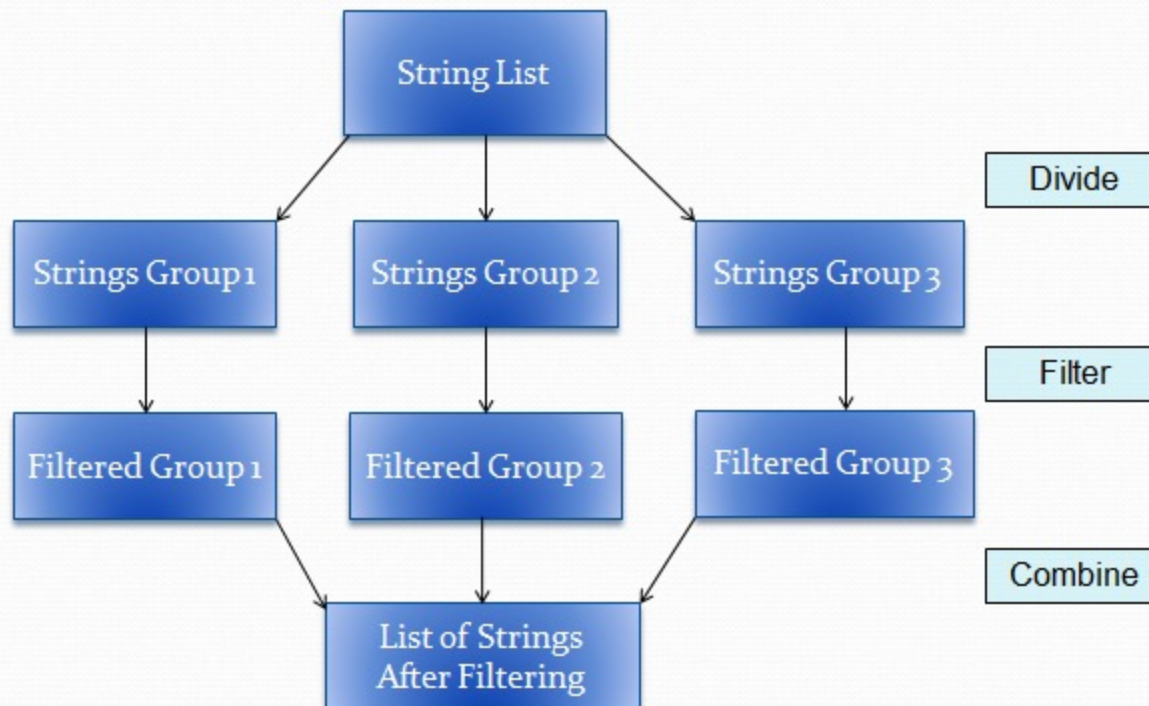 String List
Divide
Strings Group 1
Strings Group 2
Strings Group 3
Filter
Filtered Group 1
Filtered Group 2
Filtered Group 3
Combine
List of Strings
After Filtering